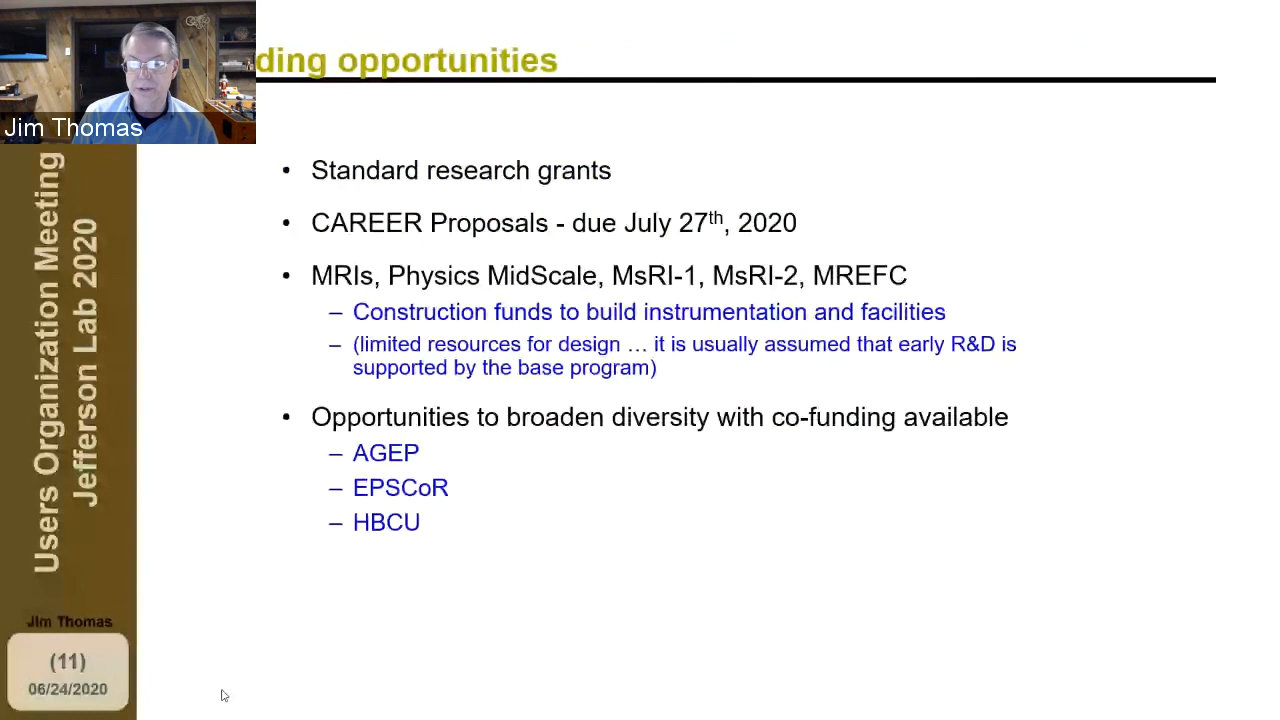 ding opportunities
Jim Thomas
Users Organization Meeting
Jefferson Lab 2020
• Standard research grants
• CAREER Proposals - due July 27th, 2020
• MRIs, Physics MidScale, MsRI-1, MsRI-2, MREFC
– Construction funds to build instrumentation and facilities
– (limited resources for design … it is usually assumed that early R&D is
supported by the base program)
• Opportunities to broaden diversity with co-funding available
– AGEP
– EPSCoR
– HBCU
Jim Thomas
(11)
06/24/2020